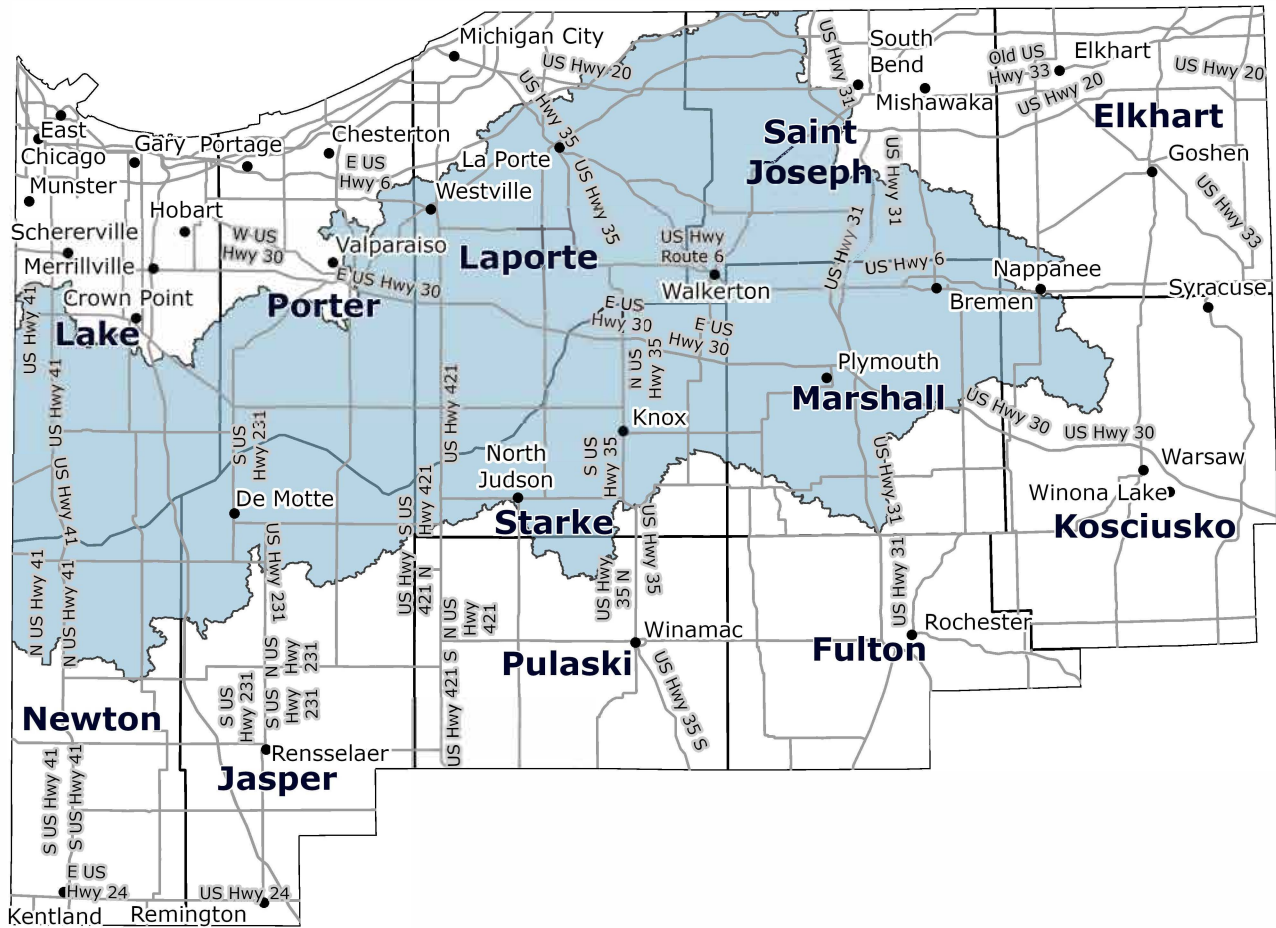 Michigan City
US Hwy 20
US Hwy 31
South
Bend
Old US
Hwy 33
Elkhart
US Hwy 20
US Hwy 20
Mishawaka
Elkhart
East
Chicago
Gary
Portage
Chesterton
US Hwy 35
La Porte
Saint
Joseph
Goshen
E US
Hwy 6
US Hwy 35
US Hwy 31
US Hwy 33
Munster
Westville
Hobart
Schererville
W US
Hwy 30
Valparaiso
Laporte
US Hwy
Route 6
US Hwy 31
US Hwy 6
Nappanee
Merrillville
E US Hwy 30
Walkerton
Bremen
Syracuse
Crown Point
Porter
US Hwy 41
Lake
E US
Hwy 30
E US
Hwy 30
N US
Hwy 35
Plymouth
Marshall
US Hwy 41
US Hwy 421
Knox
US Hwy 30
US Hwy 30
S US
Hwy 231
S US
Hwy 35
North
Judson
US Hwy 31
Warsaw
Winona Lake
US Hwy 41
De Motte
S US
Hwy 421
Starke
Kosciusko
US Hwy 231
US Hwy
421 N
US Hwy
35 N
US Hwy 35
US Hwy 31
N US Hwy 41
N US Hwy 41
N US
Hwy
421
Winamac
Rochester
Pulaski
Fulton
S US
Hwy 231
N US
Hwy
231
S US
Hwy
231
US Hwy 421 S
US Hwy 35 S
Newton
Rensselaer
Jasper
S US Hwy 41
S US Hwy 41
E US
Hwy 24
US Hwy 24
Kentland
Remington